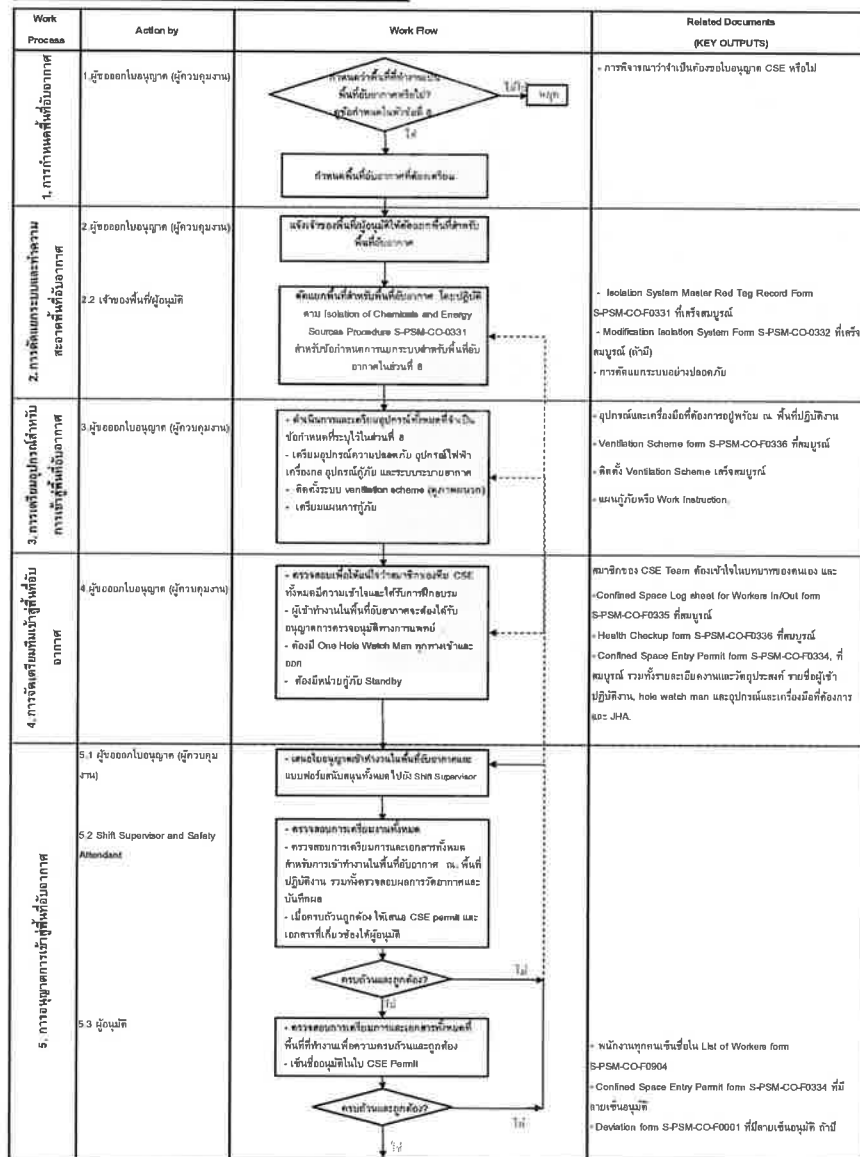 Work
Process
Action by
Work Flow
Related Documents
(KEY OUTPUTS)
1. การกำหนดพื้นที่อับอากาศ
1.ผู้ขอออกใบอนุญาต (ผู้ควบคุมงาน)
กำหนดว่าพื้นที่ที่ทำงานเป็น
พื้นที่อับอากาศหรือไม่?
ดูข้อกำหนดในหัวข้อที่ 8
ไม่ใช่
หยุด
ใช่
กำหนดพื้นที่อับอากาศที่ต้องเตรียม
- การพิจารณาว่าจำเป็นต้องขอใบอนุญาต CSE หรือไม่
2. การตัดแยกระบบและทำความ
สะอาดพื้นที่อับอากาศ
2.ผู้ขอออกใบอนุญาต (ผู้ควบคุมงาน)
2.2 เจ้าของพื้นที่/ผู้อนุมัติ
แจ้งเจ้าของพื้นที่/ผู้อนุมัติให้ตัดแยกพื้นที่สำหรับ
พื้นที่อับอากาศ
ตัดแยกพื้นที่สำหรับพื้นที่อับอากาศ โดยปฏิบัติ
ตาม Isolation of Chemicals and Energy
Sources Procedure S-PSM-CO-0331
สำหรับข้อกำหนดการแยกระบบสำหรับพื้นที่อับ
อากาศในส่วนที่ 8
- Isolation System Master Red Tag Record Form
S-PSM-CO-F0331 ที่เสร็จสมบูรณ์
- Modification Isolation System Form S-PSM-CO-F0332 ที่เสร็จ
สมบูรณ์ (ถ้ามี)
- การตัดแยกระบบอย่างปลอดภัย
3. การเตรียมอุปกรณ์สำหรับ
การเข้าสู่พื้นที่อับอากาศ
3.ผู้ขอออกใบอนุญาต (ผู้ควบคุมงาน)
- ดำเนินการและเตรียมอุปกรณ์ทั้งหมดที่จำเป็น
ข้อกำหนดที่ระบุไว้ในส่วนที่ 8
- เตรียมอุปกรณ์ความปลอดภัย อุปกรณ์ไฟฟ้า
เครื่องกล อุปกรณ์กู้ภัย และระบบระบายอากาศ
- ติดตั้งระบบ ventilation scheme (ดูภาคผนวก)
- เตรียมแผนการกู้ภัย
- อุปกรณ์และเครื่องมือที่ต้องการอยู่พร้อม ณ พื้นที่ปฏิบัติงาน
- Ventilation Scheme form S-PSM-CO-F0336 ที่สมบูรณ์
- ติดตั้ง Ventilation Scheme เสร็จสมบูรณ์
- แผนกู้ภัยหรือ Work Instruction
4. การจัดเตรียมทีมเข้าสู่พื้นที่อับ
อากาศ
4.ผู้ขอออกใบอนุญาต (ผู้ควบคุมงาน)
- ตรวจสอบเพื่อให้แน่ใจว่าสมาชิกของทีม CSE
ทั้งหมดมีความเข้าใจและได้รับการฝึกอบรม
- ผู้เข้าทำงานในพื้นที่อับอากาศจะต้องได้รับ
อนุญาตการตรวจอนุมัติทางการแพทย์
- ต้องมี One Hole Watch Man ทุกทางเข้าและ
ออก
- ต้องมีหน่วยกู้ภัย Standby
สมาชิกของ CSE Team ต้องเข้าใจในบทบาทของตนเอง และ
- Confined Space Log sheet for Workers In/Out form
S-PSM-CO-F0335 ที่สมบูรณ์
- Health Checkup form S-PSM-CO-F0336 ที่สมบูรณ์
- Confined Space Entry Permit form S-PSM-CO-F0334, ที่
สมบูรณ์ รวมทั้งรายละเอียดงานและวัตถุประสงค์ รายชื่อผู้เข้า
ปฏิบัติงาน, hole watch man และอุปกรณ์และเครื่องมือที่ต้องการ
และ JHA.
5. การอนุญาตการเข้าสู่พื้นที่อับอากาศ
5.1 ผู้ขอออกใบอนุญาต (ผู้ควบคุม
งาน)
- เสนอใบอนุญาตเข้าทำงานในพื้นที่อับอากาศและ
แบบฟอร์มสนับสนุนทั้งหมดไปยัง Shift Supervisor
5.2 Shift Supervisor and Safety
Attendant
- ตรวจสอบการเตรียมงานทั้งหมด
- ตรวจสอบการเตรียมการและเอกสารทั้งหมด
สำหรับการเข้าทำงานในพื้นที่อับอากาศ ณ. พื้นที่
ปฏิบัติงาน รวมทั้งตรวจสอบผลการวัดอากาศและ
บันทึกผล
- เมื่อครบถ้วนถูกต้อง ให้เสนอ CSE permit และ
เอกสารที่เกี่ยวข้องให้ผู้อนุมัติ
ครบถ้วนและถูกต้อง?
ไม่
ใช่
5.3 ผู้อนุมัติ
- ตรวจสอบการเตรียมการและเอกสารทั้งหมดที่
พื้นที่ที่ทำงานเพื่อความครบถ้วนและถูกต้อง
- เซ็นชื่ออนุมัติในใบ CSE Permit
ครบถ้วนและถูกต้อง?
ไม่
ใช่
- พนักงานทุกคนเซ็นชื่อใน List of Workers form
S-PSM-CO-F0904
- Confined Space Entry Permit form S-PSM-CO-F0334 ที่มี
ลายเซ็นอนุมัติ
- Deviation form S-PSM-CO-F0001 ที่มีลายเซ็นอนุมัติ ถ้ามี